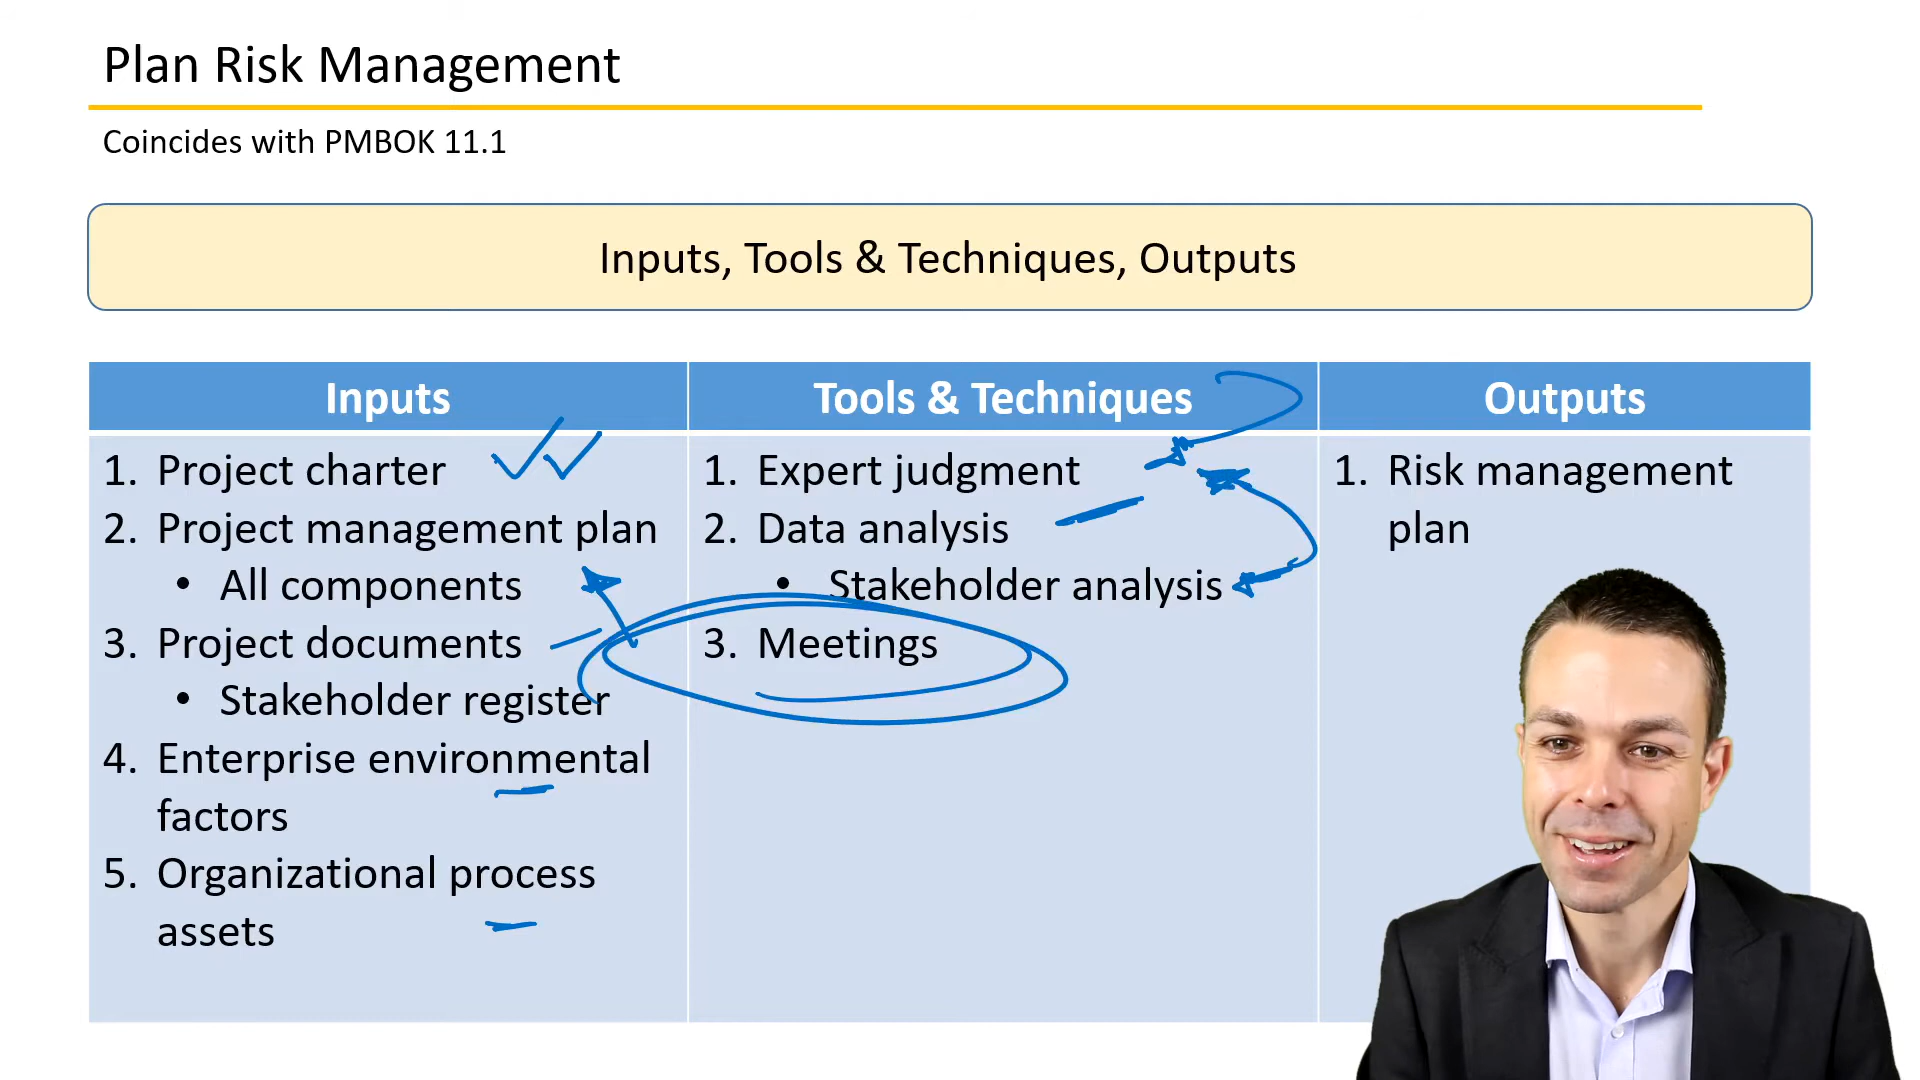 Plan Risk Management
Coincides with PMBOK 11.1
Inputs, Tools & Techniques, Outputs
Inputs
1. Project charter
2. Project management plan
• All components
3. Project documents
• Stakeholder register
4. Enterprise environmental
factors
5. Organizational process
assets
Tools & Techniques
1. Expert judgment
2. Data analysis
• Stakeholder analysis
3. Meetings
Outputs
1. Risk management
plan